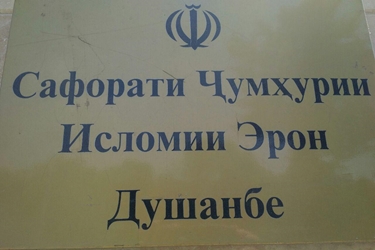 Сафорати Ҷумҳурии
Исломии Эрон
Душанбе